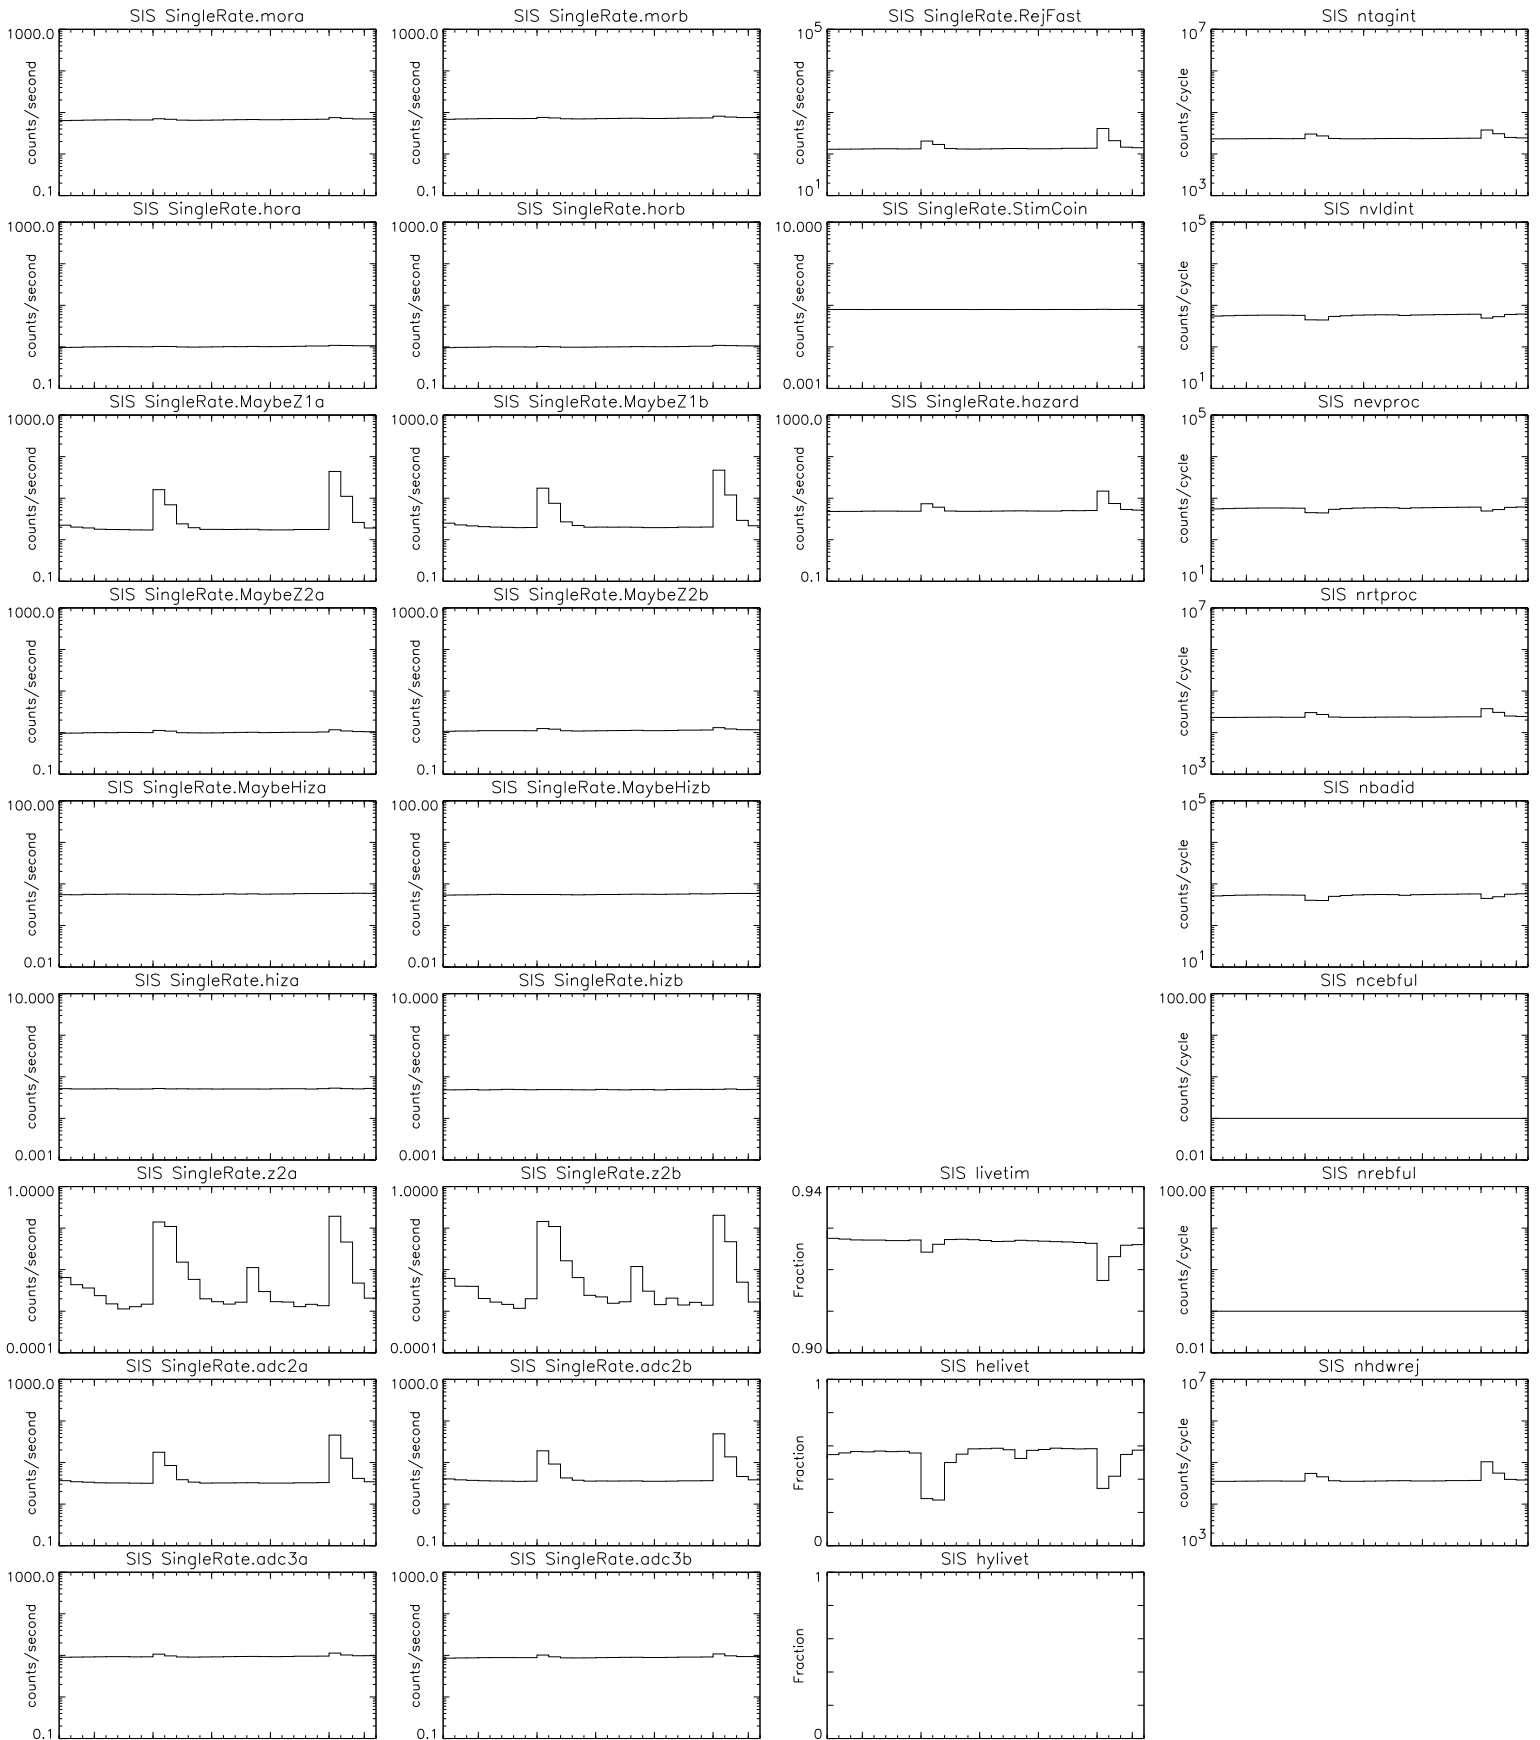 SIS SingleRate.mora
1000.0
counts/second
0.1
SIS SingleRate.morb
1000.0
counts/second
0.1
SIS SingleRate.RejFast
10^5
counts/second
10^1
SIS ntagint
10^7
counts/cycle
10^3
SIS SingleRate.hora
1000.0
counts/second
0.1
SIS SingleRate.horb
1000.0
counts/second
0.1
SIS SingleRate.StimCoin
10.000
counts/second
0.001
SIS nvldint
10^5
counts/cycle
10^1
SIS SingleRate.MaybeZ1a
1000.0
counts/second
0.1
SIS SingleRate.MaybeZ1b
1000.0
counts/second
0.1
SIS SingleRate.hazard
1000.0
counts/second
0.1
SIS nevproc
10^5
counts/cycle
10^1
SIS SingleRate.MaybeZ2a
1000.0
counts/second
0.1
SIS SingleRate.MaybeZ2b
1000.0
counts/second
0.1
SIS nrtproc
10^7
counts/cycle
10^3
SIS SingleRate.MaybeHiza
100.00
counts/second
0.01
SIS SingleRate.MaybeHizb
100.00
counts/second
0.01
SIS nbadid
10^5
counts/cycle
10^1
SIS SingleRate.hiza
10.000
counts/second
0.001
SIS SingleRate.hizb
10.000
counts/second
0.001
SIS ncebful
100.00
counts/cycle
0.01
SIS SingleRate.z2a
1.0000
counts/second
0.0001
SIS SingleRate.z2b
1.0000
counts/second
0.0001
SIS livetim
0.94
Fraction
0.90
SIS nrebful
100.00
counts/cycle
0.01
SIS SingleRate.adc2a
1000.0
counts/second
0.1
SIS SingleRate.adc2b
1000.0
counts/second
0.1
SIS helivet
1
Fraction
0
SIS nhdwrej
10^7
counts/cycle
10^3
SIS SingleRate.adc3a
1000.0
counts/second
0.1
SIS SingleRate.adc3b
1000.0
counts/second
0.1
SIS hylivet
1
Fraction
0